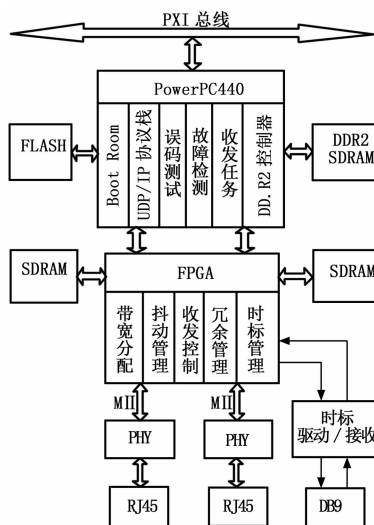 PXI 总线
PowerPC440
FLASH
Boot Room
UDP/IP 协议栈
误码测试
故障检测
收发任务
DD.R2 控制器
DDR2
SDRAM
SDRAM
FPGA
SDRAM
带宽分配
抖动管理
收发控制
冗余管理
时标管理
MII
MII
PHY
PHY
时标
驱动/接收
RJ45
RJ45
DB9